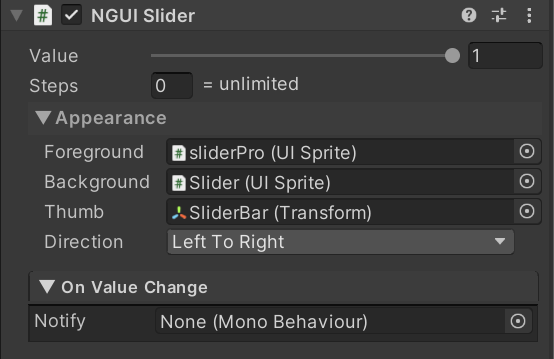 NGUI Slider
Value 1
Steps 0 = unlimited
Appearance
Foreground sliderPro (UI Sprite)
Background Slider (UI Sprite)
Thumb SliderBar (Transform)
Direction Left To Right
On Value Change
Notify None (Mono Behaviour)